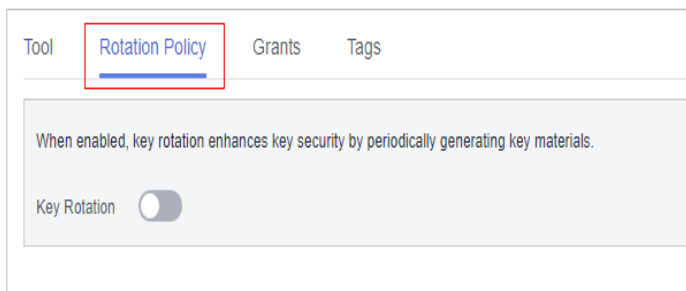 Tool Rotation Policy Grants Tags
When enabled, key rotation enhances key security by periodically generating key materials.
Key Rotation